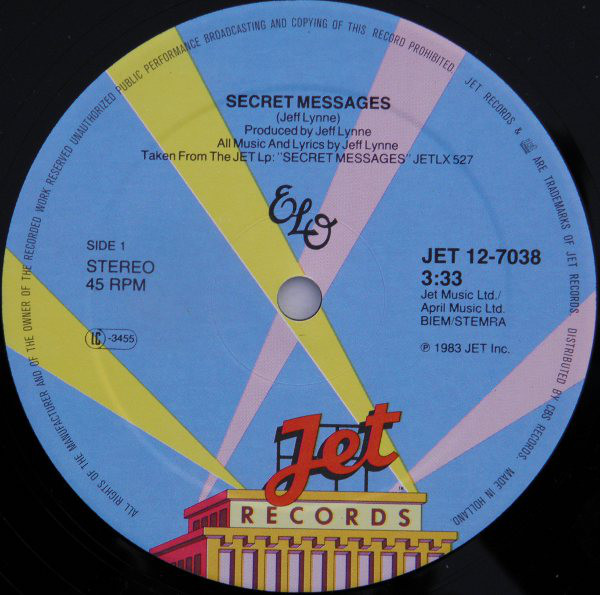 ALL RIGHTS OF THE MANUFACTURER AND OF THE OWNER OF THE RECORDED WORK RESERVED UNAUTHORIZED PUBLIC PERFORMANCE BROADCASTING AND COPYING OF THIS RECORD PROHIBITED.
JET RECORDS & ARE TRADEMARKS OF JET RECORDS. DISTRIBUTED BY CBS RECORDS. MADE IN HOLLAND.
SECRET MESSAGES
(Jeff Lynne)
Produced by Jeff Lynne
All Music And Lyrics by Jeff Lynne
Taken From The JET Lp: "SECRET MESSAGES" JETLX 527
ELO
SIDE 1
STEREO
45 RPM
LC -3455
JET 12-7038
3:33
Jet Music Ltd./
April Music Ltd.
BIEM/STEMRA
℗ 1983 JET Inc.
Jet
RECORDS